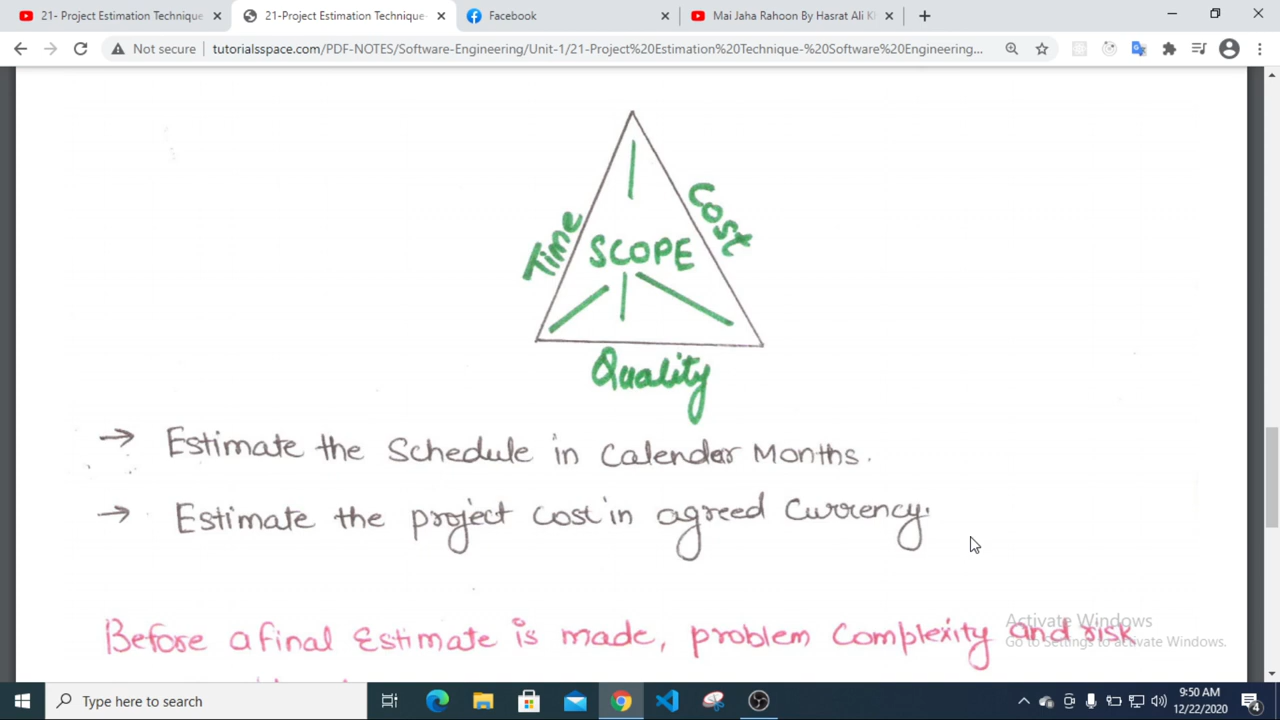 21- Project Estimation Technique
21-Project Estimation Technique-
Facebook
Mai Jaha Rahoon By Hasrat Ali K
Not secure
tutorialsspace.com/PDF-NOTES/Software-Engineering/Unit-1/21-Project%20Estimation%20Technique-%20Software%20Engineering...
Time
Cost
SCOPE
Quality
→ Estimate the Schedule in Calender Months.
→ Estimate the project cost in agreed Currency.
Before a final Estimate is made, problem Complexity and risk
Activate Windows
Go to Settings to activate Windows.
Type here to search
9:50 AM
12/22/2020
4